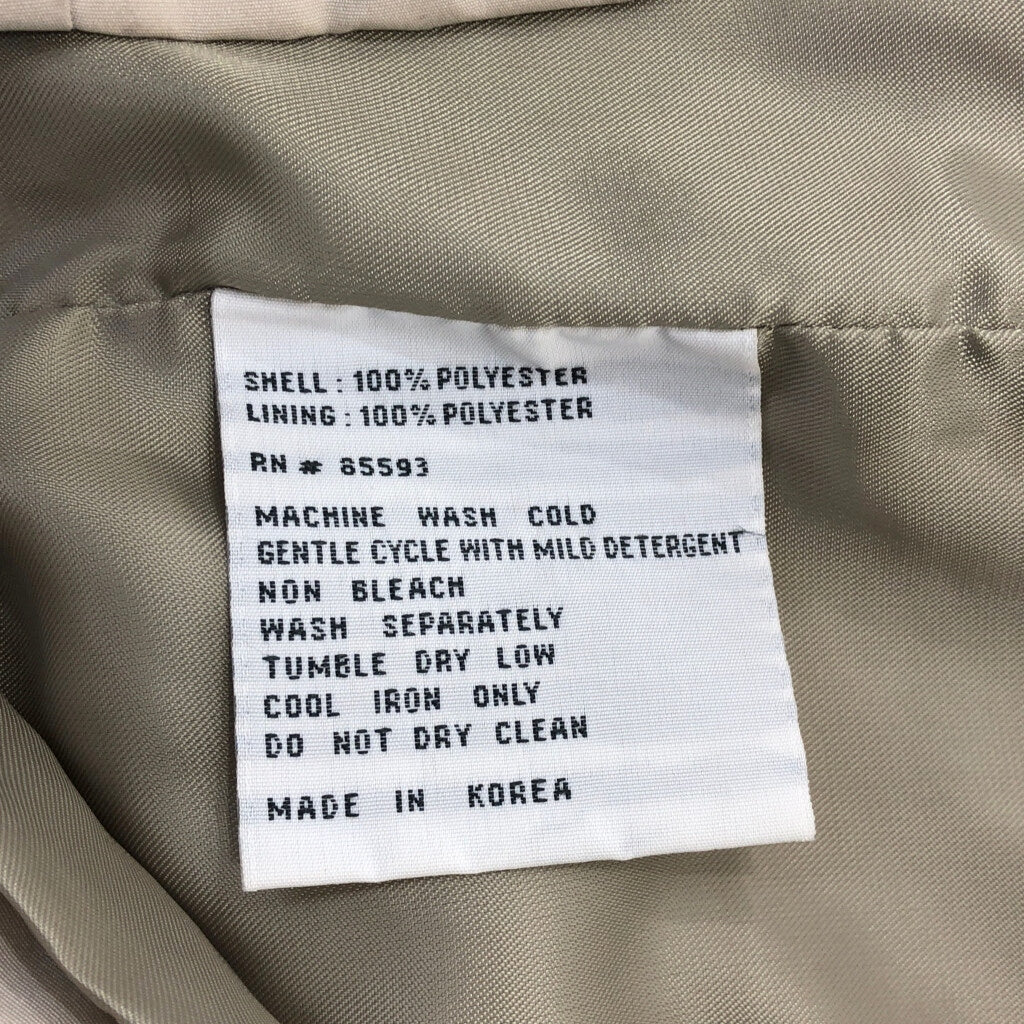 SHELL : 100% POLYESTER
LINING : 100% POLYESTER
RN # 85593
MACHINE WASH COLD
GENTLE CYCLE WITH MILD DETERGENT
NON BLEACH
WASH SEPARATELY
TUMBLE DRY LOW
COOL IRON ONLY
DO NOT DRY CLEAN
MADE IN KOREA